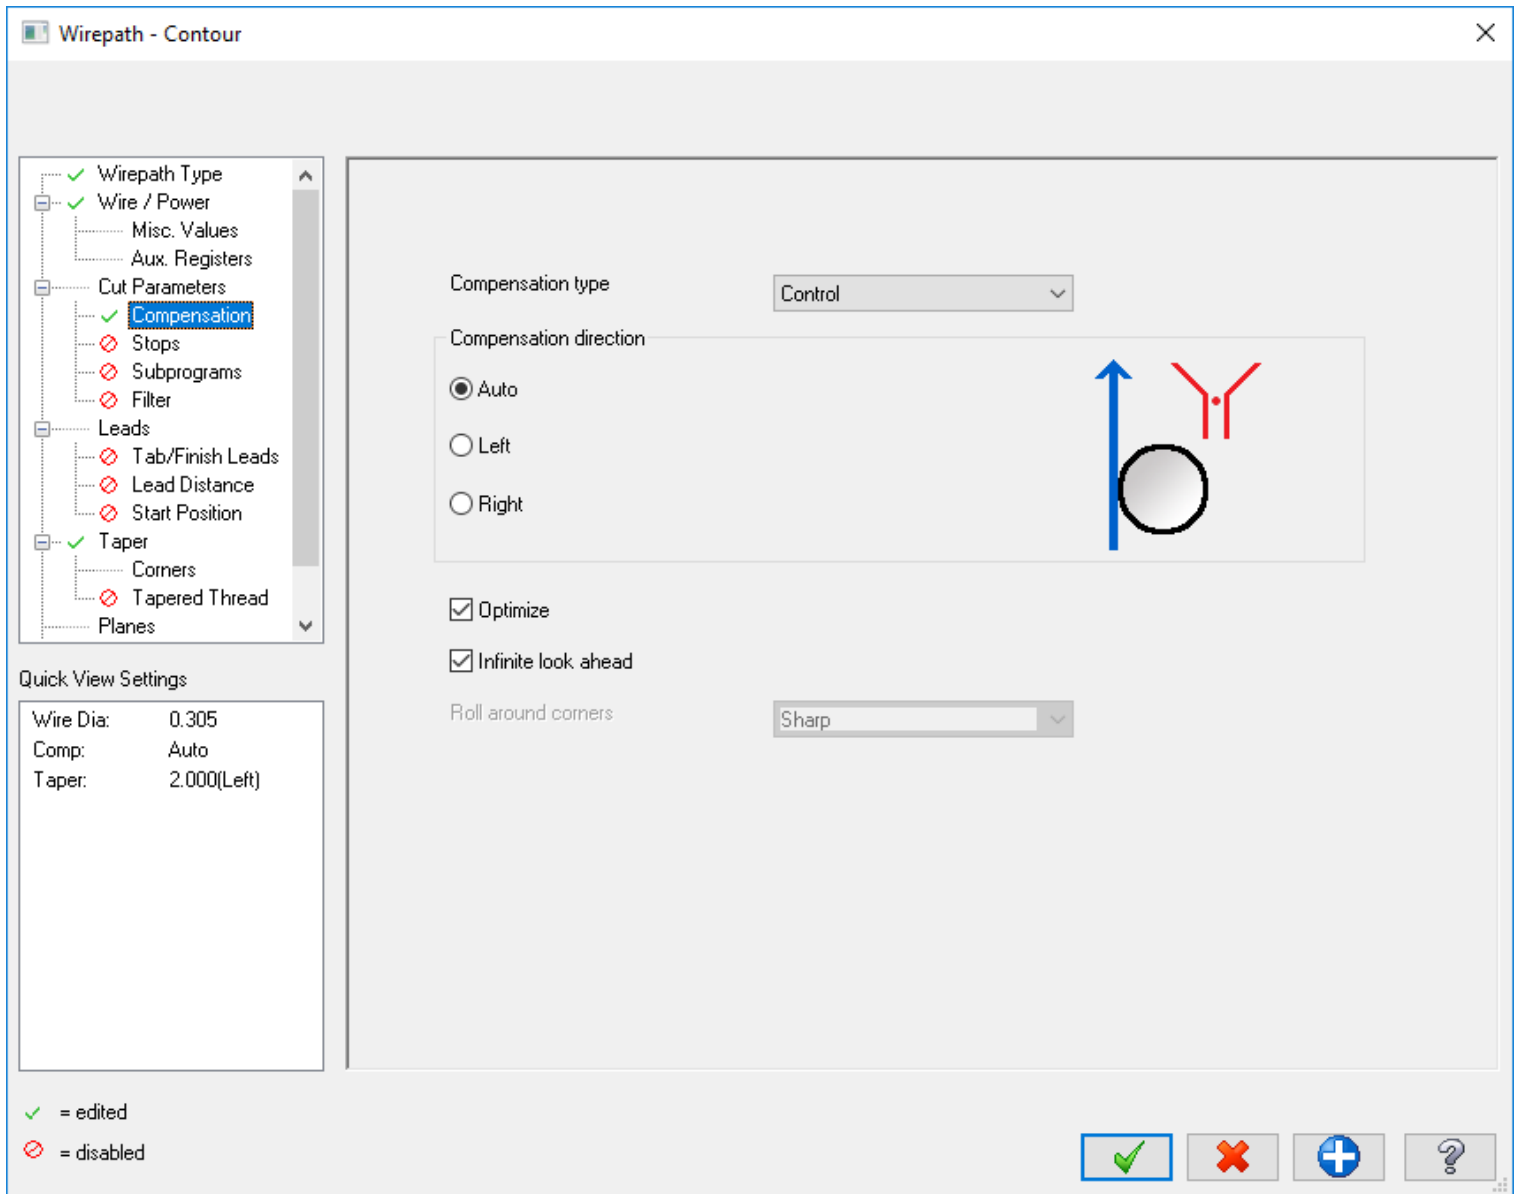 Wirepath - Contour
Wirepath Type
Wire / Power
Misc. Values
Aux. Registers
Cut Parameters
Compensation
Stops
Subprograms
Filter
Leads
Tab/Finish Leads
Lead Distance
Start Position
Taper
Corners
Tapered Thread
Planes
Quick View Settings
Wire Dia: 0.305
Comp: Auto
Taper: 2.000(Left)
= edited
= disabled
Compensation type Control
Compensation direction
Auto
Left
Right
Optimize
Infinite look ahead
Roll around corners Sharp